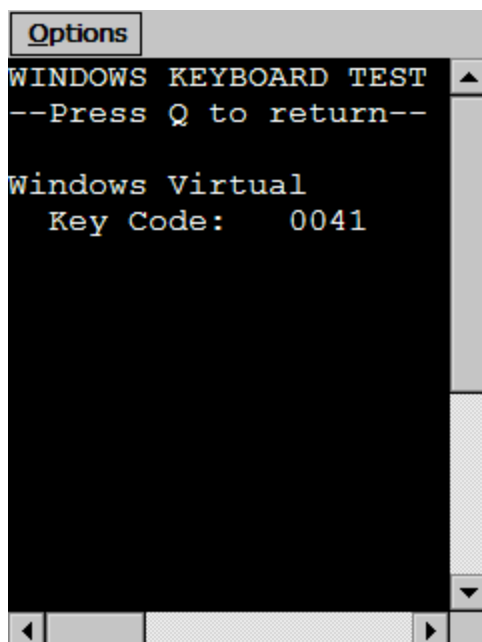 Options
WINDOWS KEYBOARD TEST
--Press Q to return--
Windows Virtual
Key Code: 0041